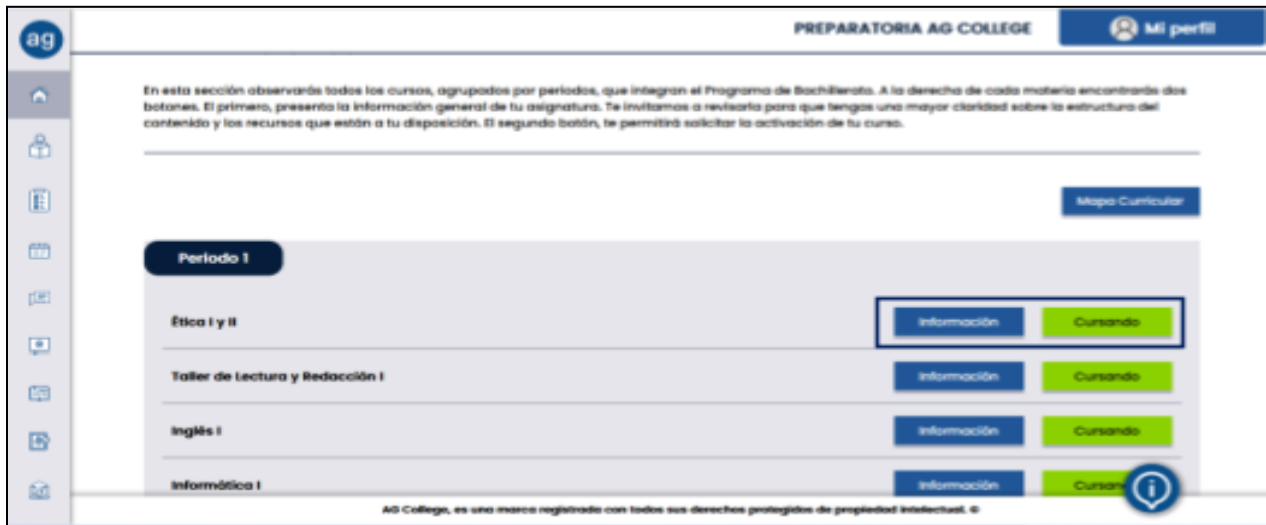 ag
PREPARATORIA AG COLLEGE
Mi perfil
En esta sección observarás todos los cursos, agrupados por periodos, que integran el Programa de Bachillerato. A la derecha de cada materia encontrarás dos
botones. El primero, presenta la información general de tu asignatura. Te invitamos a revisarla para que tengas una mayor claridad sobre la estructura del
contenido y los recursos que están a tu disposición. El segundo botón, te permitirá solicitar la activación de tu curso.
Mapa Curricular
Periodo 1
Ética I y II
Información
Cursando
Taller de Lectura y Redacción I
Información
Cursando
Inglés I
Información
Cursando
Informática I
Información
Cursan
AG College, es una marca registrada con todos sus derechos protegidos de propiedad intelectual. ©